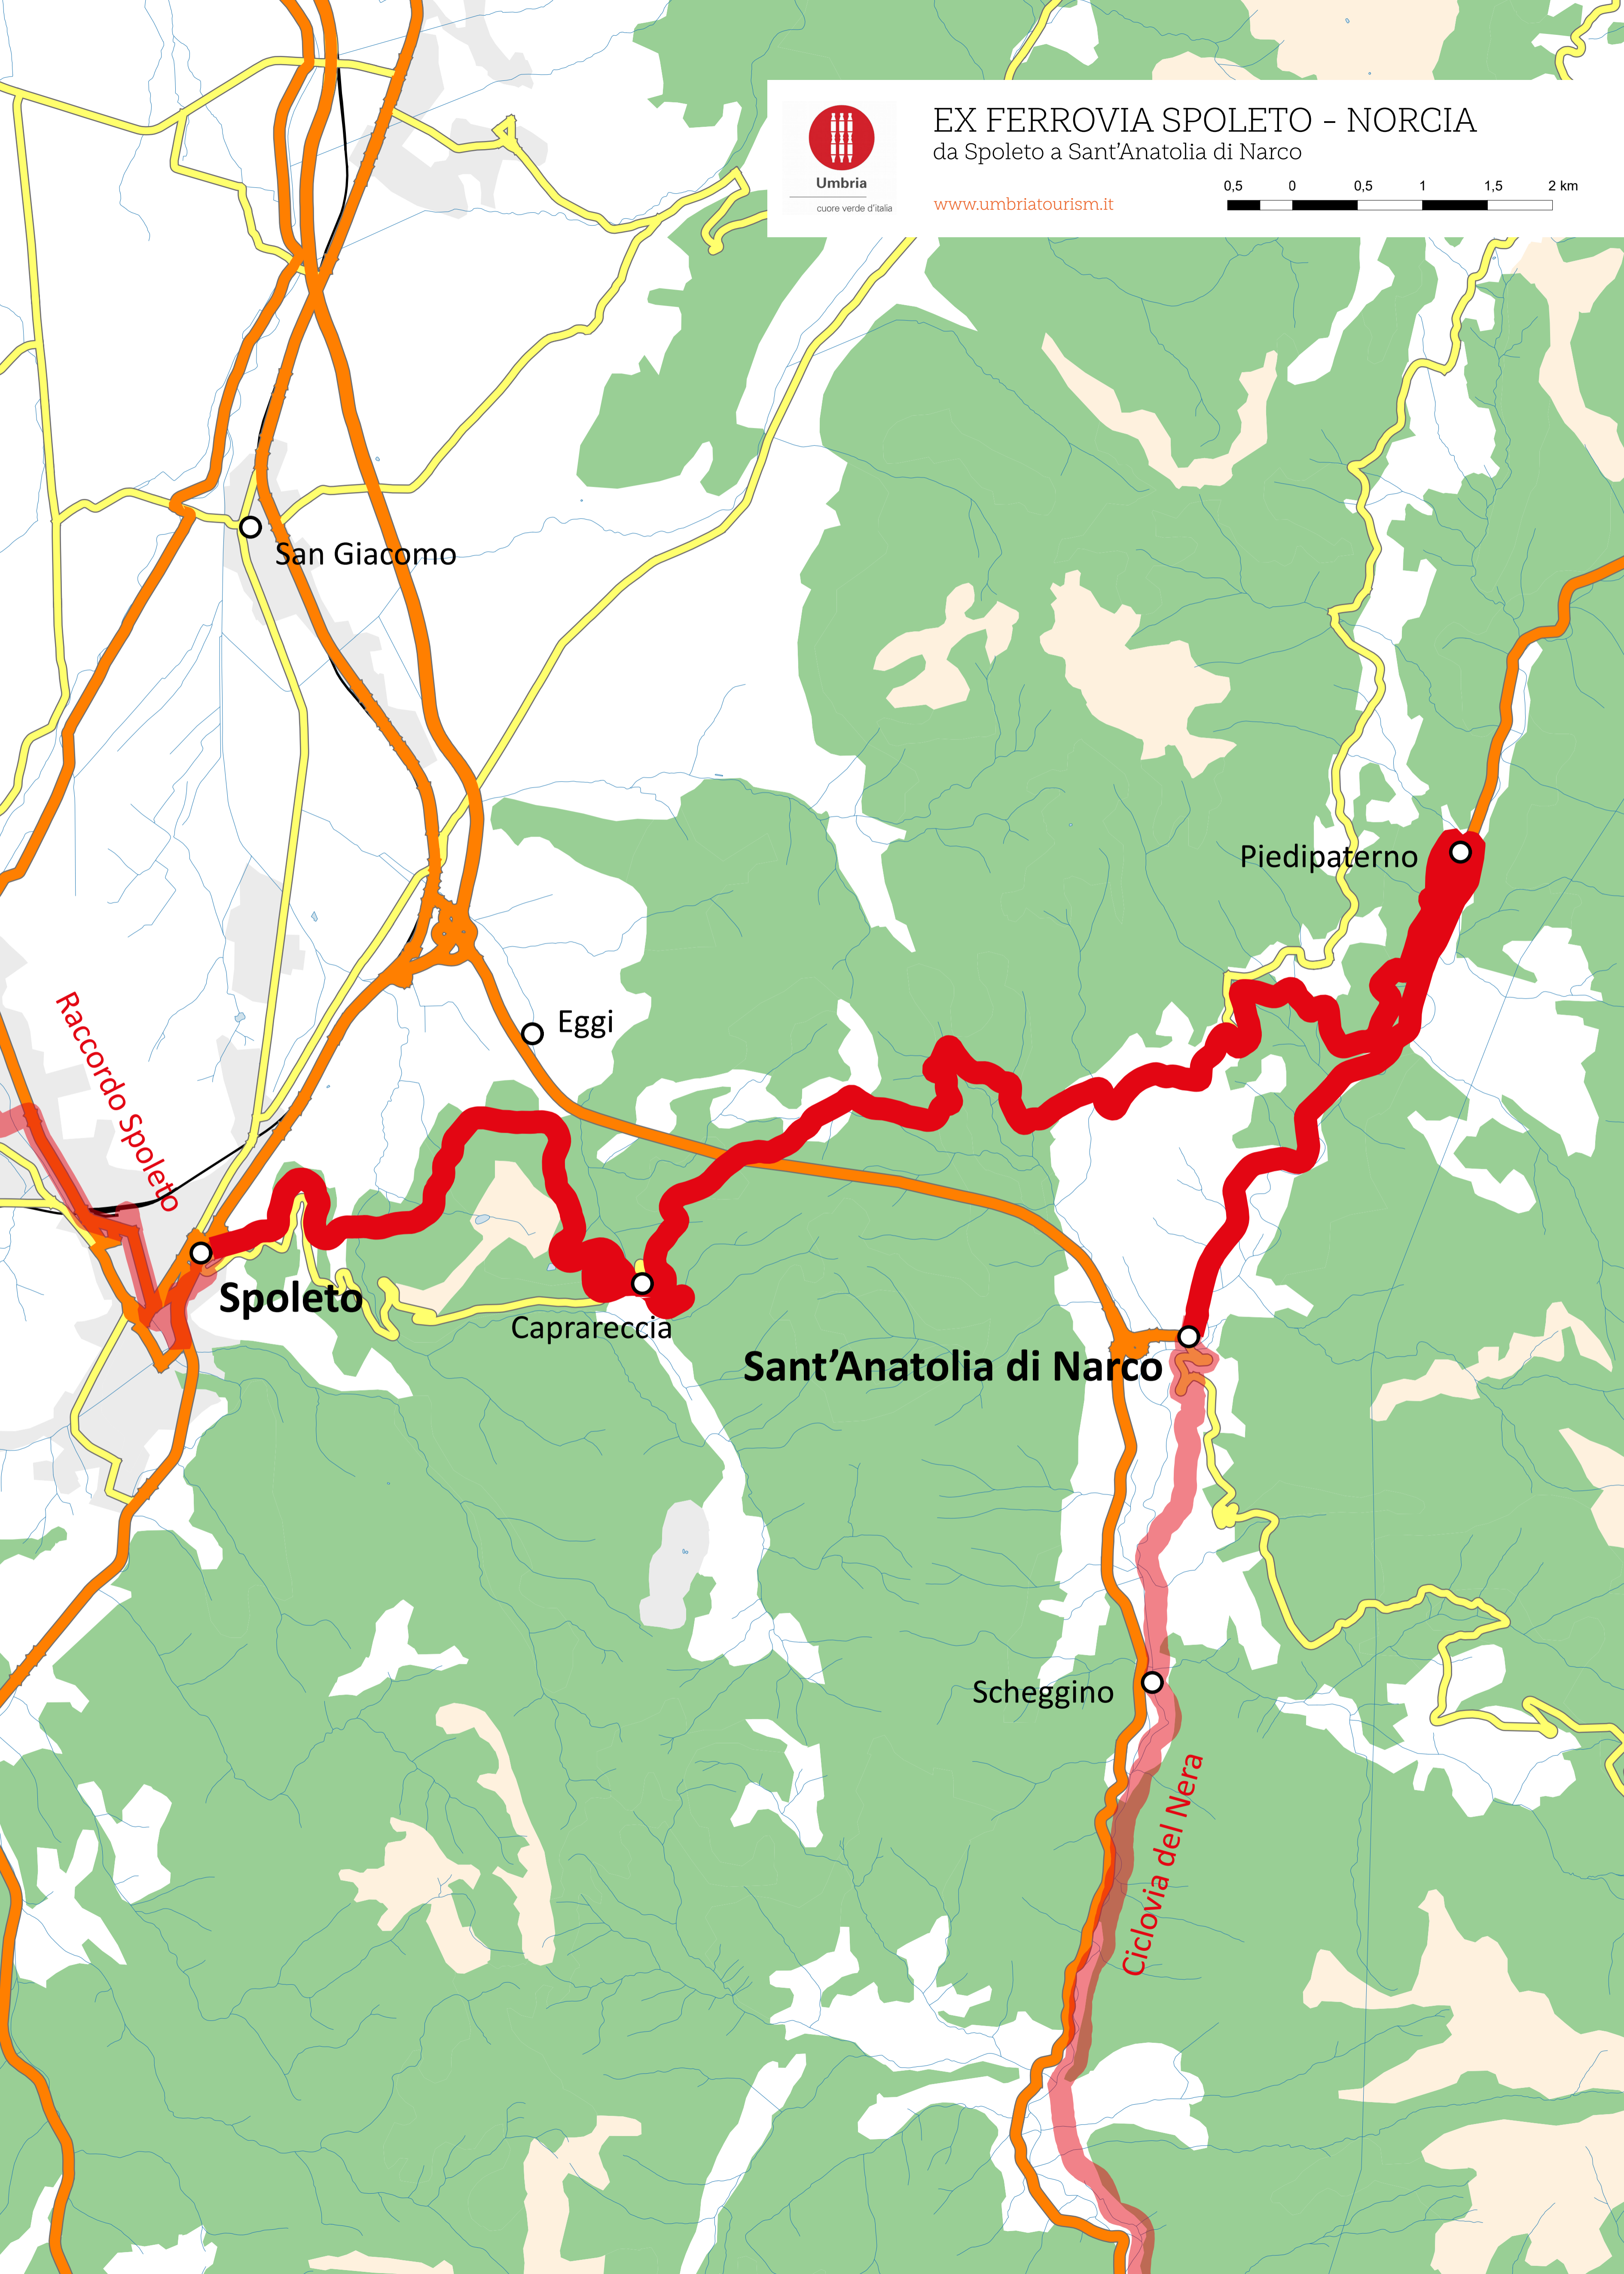 EX FERROVIA SPOLETO - NORCIA
da Spoleto a Sant'Anatolia di Narco
Umbria
cuore verde d'italia
www.umbriatourism.it
0,5 0 0,5 1 1,5 2 km
San Giacomo
Piedipaterno
Eggi
Raccordo Spoleto
Spoleto
Caprareccia
Sant'Anatolia di Narco
Scheggino
Ciclovia del Nera